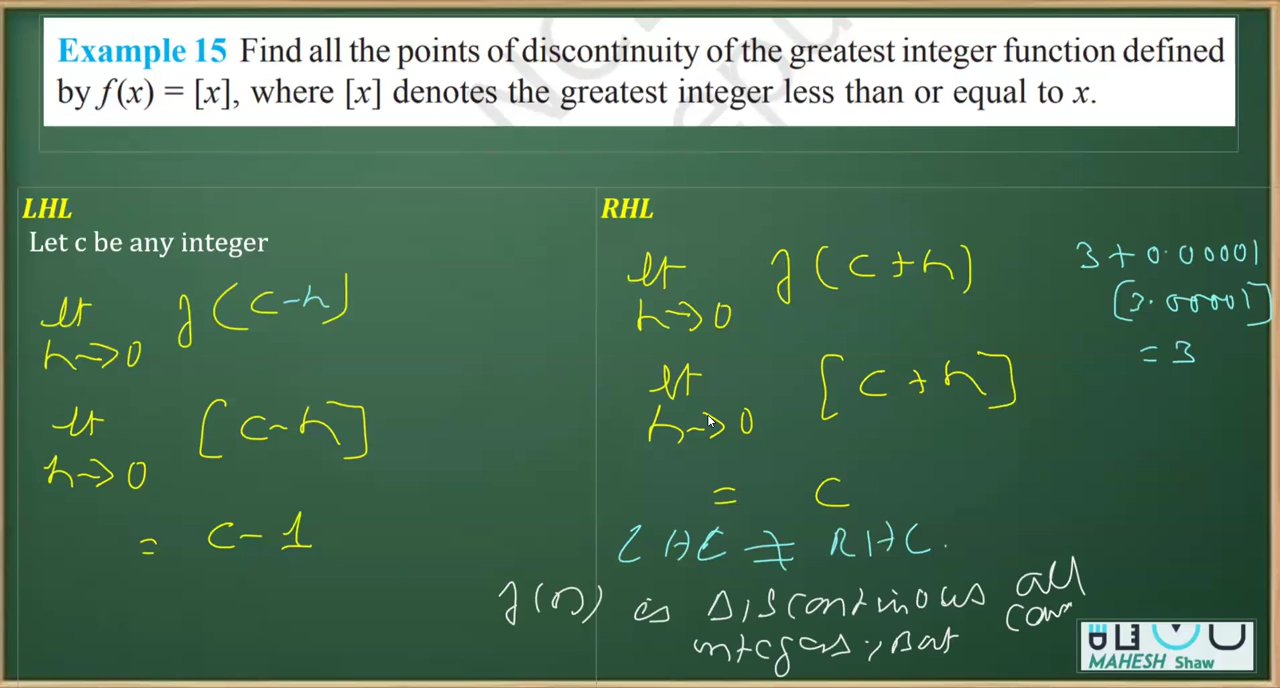 Example 15 Find all the points of discontinuity of the greatest integer function defined
by f(x) = [x], where [x] denotes the greatest integer less than or equal to x.
LHL
Let c be any integer
lt f(c-h)
h→0
lt [c-h]
h→0
= c-1
RHL
lt f(c+h)
h→0
lt [c+h]
h→0
= c
LHL ≠ RHL.
3+0.00001
[3.00001]
= 3
f(x) is Discontinous all
integers, But
MAHESH Shaw